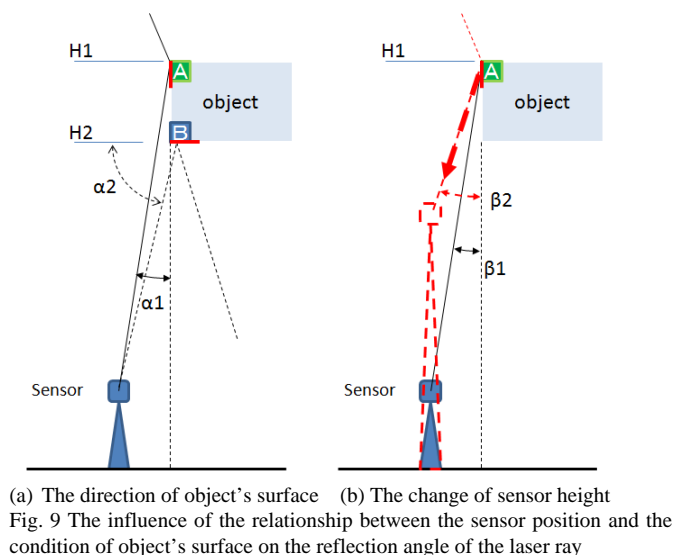 H1
A
object
H2
B
α2
α1
Sensor
H1
A
object
β2
β1
Sensor
(a) The direction of object's surface (b) The change of sensor height
Fig. 9 The influence of the relationship between the sensor position and the
condition of object's surface on the reflection angle of the laser ray